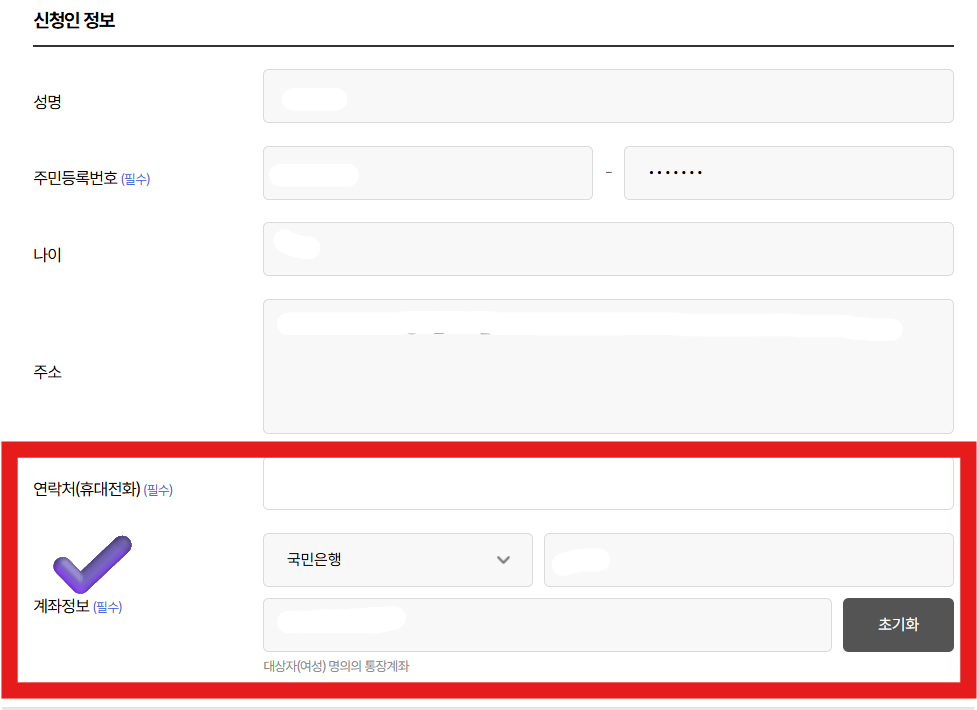 신청인 정보
성명
주민등록번호 (필수)
- •••••••
나이
주소
연락처(휴대전화) (필수)
국민은행
계좌정보 (필수)
초기화
대상자(여성) 명의의 통장계좌